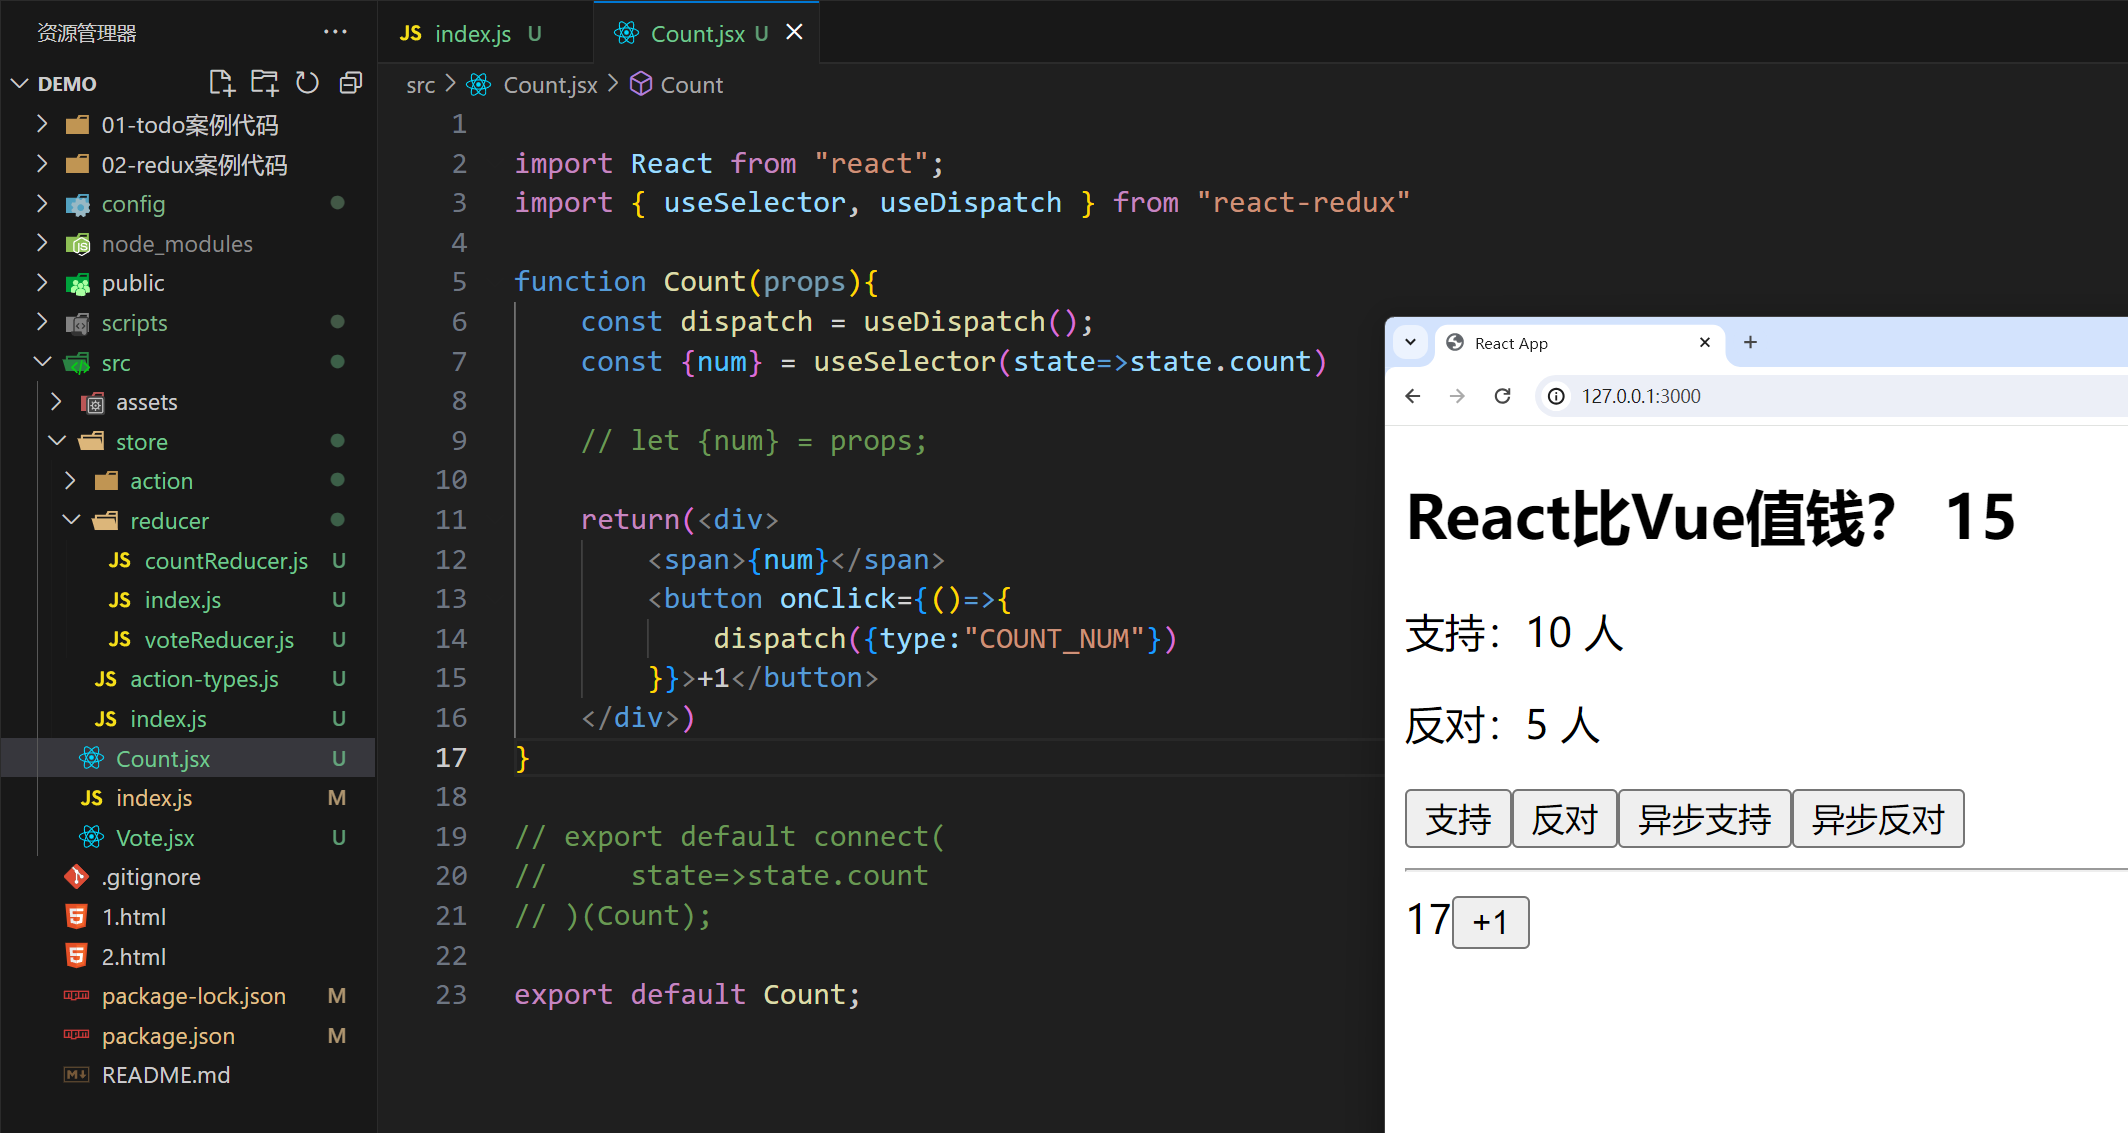 资源管理器
DEMO
01-todo案例代码
02-redux案例代码
config
node_modules
public
scripts
src
assets
store
action
reducer
countReducer.js U
index.js U
voteReducer.js U
action-types.js U
index.js U
Count.jsx U
index.js M
Vote.jsx U
.gitignore
1.html
2.html
package-lock.json M
package.json M
README.md
JS index.js U
Count.jsx U
src > Count.jsx > Count
1
2 import React from "react";
3 import { useSelector, useDispatch } from "react-redux"
4
5 function Count(props){
6 const dispatch = useDispatch();
7 const {num} = useSelector(state=>state.count)
8
9 // let {num} = props;
10
11 return(<div>
12 <span>{num}</span>
13 <button onClick={()=>{
14 dispatch({type:"COUNT_NUM"})
15 }}>+1</button>
16 </div>)
17 }
18
19 // export default connect(
20 // state=>state.count
21 // )(Count);
22
23 export default Count;
React App
127.0.0.1:3000
React比Vue值钱? 15
支持：10 人
反对：5 人
支持 反对 异步支持 异步反对
17 +1